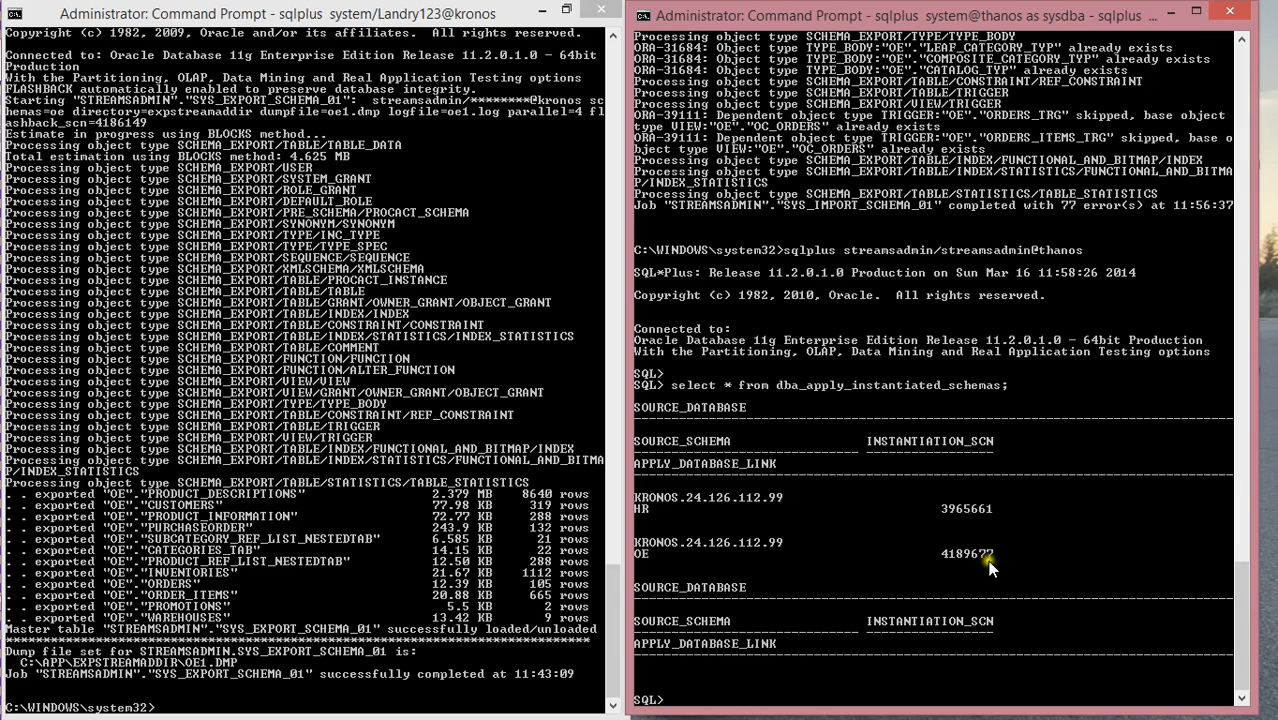 Administrator: Command Prompt - sqlplus  system/Landry123@kronos
Copyright (c) 1982, 2009, Oracle and/or its affiliates.  All rights reserved.
Connected to: Oracle Database 11g Enterprise Edition Release 11.2.0.1.0 - 64bit
Production
With the Partitioning, OLAP, Data Mining and Real Application Testing options
FLASHBACK automatically enabled to preserve database integrity.
Starting "STREAMSADMIN"."SYS_EXPORT_SCHEMA_01":  streamsadmin/********@kronos sc
hemas=oe directory=expstreamaddir dumpfile=oe1.dmp logfile=oe1.log parallel=4 fl
ashback_scn=4186149
Estimate in progress using BLOCKS method...
Processing object type SCHEMA_EXPORT/TABLE/TABLE_DATA
Total estimation using BLOCKS method: 4.625 MB
Processing object type SCHEMA_EXPORT/USER
Processing object type SCHEMA_EXPORT/SYSTEM_GRANT
Processing object type SCHEMA_EXPORT/ROLE_GRANT
Processing object type SCHEMA_EXPORT/DEFAULT_ROLE
Processing object type SCHEMA_EXPORT/PRE_SCHEMA/PROCACT_SCHEMA
Processing object type SCHEMA_EXPORT/SYNONYM/SYNONYM
Processing object type SCHEMA_EXPORT/TYPE/INC_TYPE
Processing object type SCHEMA_EXPORT/TYPE/TYPE_SPEC
Processing object type SCHEMA_EXPORT/SEQUENCE/SEQUENCE
Processing object type SCHEMA_EXPORT/XMLSCHEMA/XMLSCHEMA
Processing object type SCHEMA_EXPORT/TABLE/PROCACT_INSTANCE
Processing object type SCHEMA_EXPORT/TABLE/TABLE
Processing object type SCHEMA_EXPORT/TABLE/GRANT/OWNER_GRANT/OBJECT_GRANT
Processing object type SCHEMA_EXPORT/TABLE/INDEX/INDEX
Processing object type SCHEMA_EXPORT/TABLE/CONSTRAINT/CONSTRAINT
Processing object type SCHEMA_EXPORT/TABLE/INDEX/STATISTICS/INDEX_STATISTICS
Processing object type SCHEMA_EXPORT/TABLE/COMMENT
Processing object type SCHEMA_EXPORT/FUNCTION/FUNCTION
Processing object type SCHEMA_EXPORT/FUNCTION/ALTER_FUNCTION
Processing object type SCHEMA_EXPORT/VIEW/VIEW
Processing object type SCHEMA_EXPORT/VIEW/GRANT/OWNER_GRANT/OBJECT_GRANT
Processing object type SCHEMA_EXPORT/TYPE/TYPE_BODY
Processing object type SCHEMA_EXPORT/TABLE/CONSTRAINT/REF_CONSTRAINT
Processing object type SCHEMA_EXPORT/TABLE/TRIGGER
Processing object type SCHEMA_EXPORT/VIEW/TRIGGER
Processing object type SCHEMA_EXPORT/TABLE/INDEX/FUNCTIONAL_AND_BITMAP/INDEX
Processing object type SCHEMA_EXPORT/TABLE/INDEX/STATISTICS/FUNCTIONAL_AND_BITMA
P/INDEX_STATISTICS
Processing object type SCHEMA_EXPORT/TABLE/STATISTICS/TABLE_STATISTICS
. . exported "OE"."PRODUCT_DESCRIPTIONS"                 2.379 MB    8640 rows
. . exported "OE"."CUSTOMERS"                            77.98 KB     319 rows
. . exported "OE"."PRODUCT_INFORMATION"                  72.77 KB     288 rows
. . exported "OE"."PURCHASEORDER"                        243.9 KB     132 rows
. . exported "OE"."SUBCATEGORY_REF_LIST_NESTEDTAB"       6.585 KB      21 rows
. . exported "OE"."CATEGORIES_TAB"                       14.15 KB      22 rows
. . exported "OE"."PRODUCT_REF_LIST_NESTEDTAB"           12.50 KB     288 rows
. . exported "OE"."INVENTORIES"                          21.67 KB    1112 rows
. . exported "OE"."ORDERS"                               12.39 KB     105 rows
. . exported "OE"."ORDER_ITEMS"                          20.88 KB     665 rows
. . exported "OE"."PROMOTIONS"                             5.5 KB       2 rows
. . exported "OE"."WAREHOUSES"                           13.42 KB       9 rows
Master table "STREAMSADMIN"."SYS_EXPORT_SCHEMA_01" successfully loaded/unloaded
******************************************************************************
Dump file set for STREAMSADMIN.SYS_EXPORT_SCHEMA_01 is:
  C:\APP\EXPSTREAMADDIR\OE1.DMP
Job "STREAMSADMIN"."SYS_EXPORT_SCHEMA_01" successfully completed at 11:43:09
C:\WINDOWS\system32>
Administrator: Command Prompt - sqlplus  system@thanos as sysdba - sqlplus  ...
Processing object type SCHEMA_EXPORT/TYPE/TYPE_BODY
ORA-31684: Object type TYPE_BODY:"OE"."LEAF_CATEGORY_TYP" already exists
ORA-31684: Object type TYPE_BODY:"OE"."COMPOSITE_CATEGORY_TYP" already exists
ORA-31684: Object type TYPE_BODY:"OE"."CATALOG_TYP" already exists
Processing object type SCHEMA_EXPORT/TABLE/CONSTRAINT/REF_CONSTRAINT
Processing object type SCHEMA_EXPORT/TABLE/TRIGGER
Processing object type SCHEMA_EXPORT/VIEW/TRIGGER
ORA-39111: Dependent object type TRIGGER:"OE"."ORDERS_TRG" skipped, base object
type VIEW:"OE"."OC_ORDERS" already exists
ORA-39111: Dependent object type TRIGGER:"OE"."ORDERS_ITEMS_TRG" skipped, base o
bject type VIEW:"OE"."OC_ORDERS" already exists
Processing object type SCHEMA_EXPORT/TABLE/INDEX/FUNCTIONAL_AND_BITMAP/INDEX
Processing object type SCHEMA_EXPORT/TABLE/INDEX/STATISTICS/FUNCTIONAL_AND_BITMA
P/INDEX_STATISTICS
Processing object type SCHEMA_EXPORT/TABLE/STATISTICS/TABLE_STATISTICS
Job "STREAMSADMIN"."SYS_IMPORT_SCHEMA_01" completed with 77 error(s) at 11:56:37
C:\WINDOWS\system32>sqlplus streamsadmin/streamsadmin@thanos
SQL*Plus: Release 11.2.0.1.0 Production on Sun Mar 16 11:58:26 2014
Copyright (c) 1982, 2010, Oracle.  All rights reserved.
Connected to:
Oracle Database 11g Enterprise Edition Release 11.2.0.1.0 - 64bit Production
With the Partitioning, OLAP, Data Mining and Real Application Testing options
SQL>
SQL> select * from dba_apply_instantiated_schemas;
SOURCE_DATABASE
SOURCE_SCHEMA                  INSTANTIATION_SCN
APPLY_DATABASE_LINK
KRONOS.24.126.112.99
HR                                       3965661
KRONOS.24.126.112.99
OE                                       4189677
SOURCE_DATABASE
SOURCE_SCHEMA                  INSTANTIATION_SCN
APPLY_DATABASE_LINK
SQL>